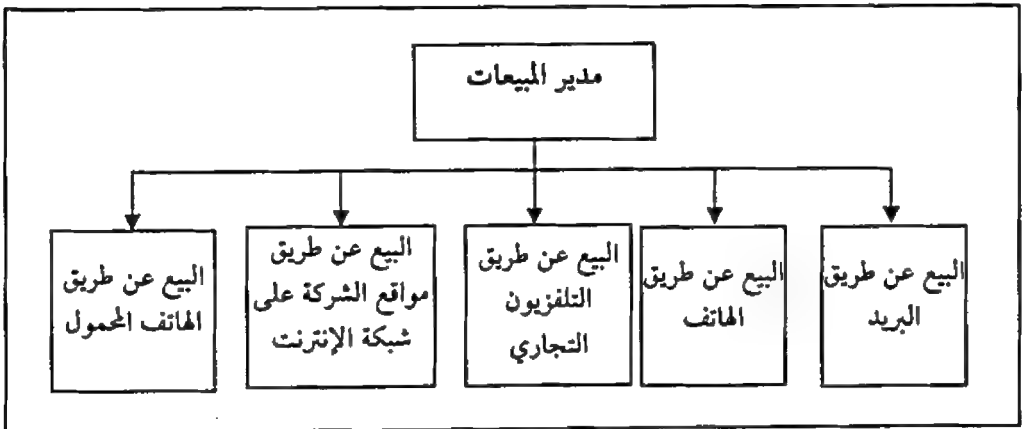 مدير المبيعات
البيع عن طريق
البريد
البيع عن طريق
الهاتف
البيع عن طريق
التلفزيون
التجاري
البيع عن طريق
مواقع الشركة على
شبكة الإنترنت
البيع عن طريق
الهاتف المحمول